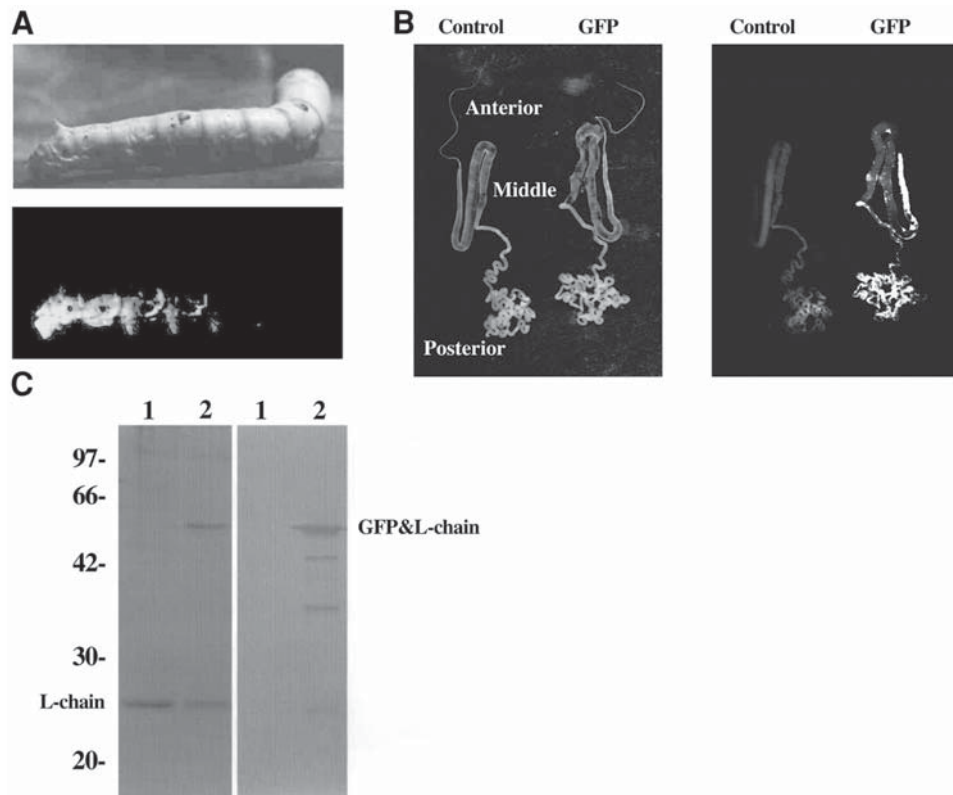 A
B
Control GFP
Control GFP
Anterior
Middle
Posterior
C
1 2 1 2
97-
66-
GFP&L-chain
42-
30-
L-chain
20-